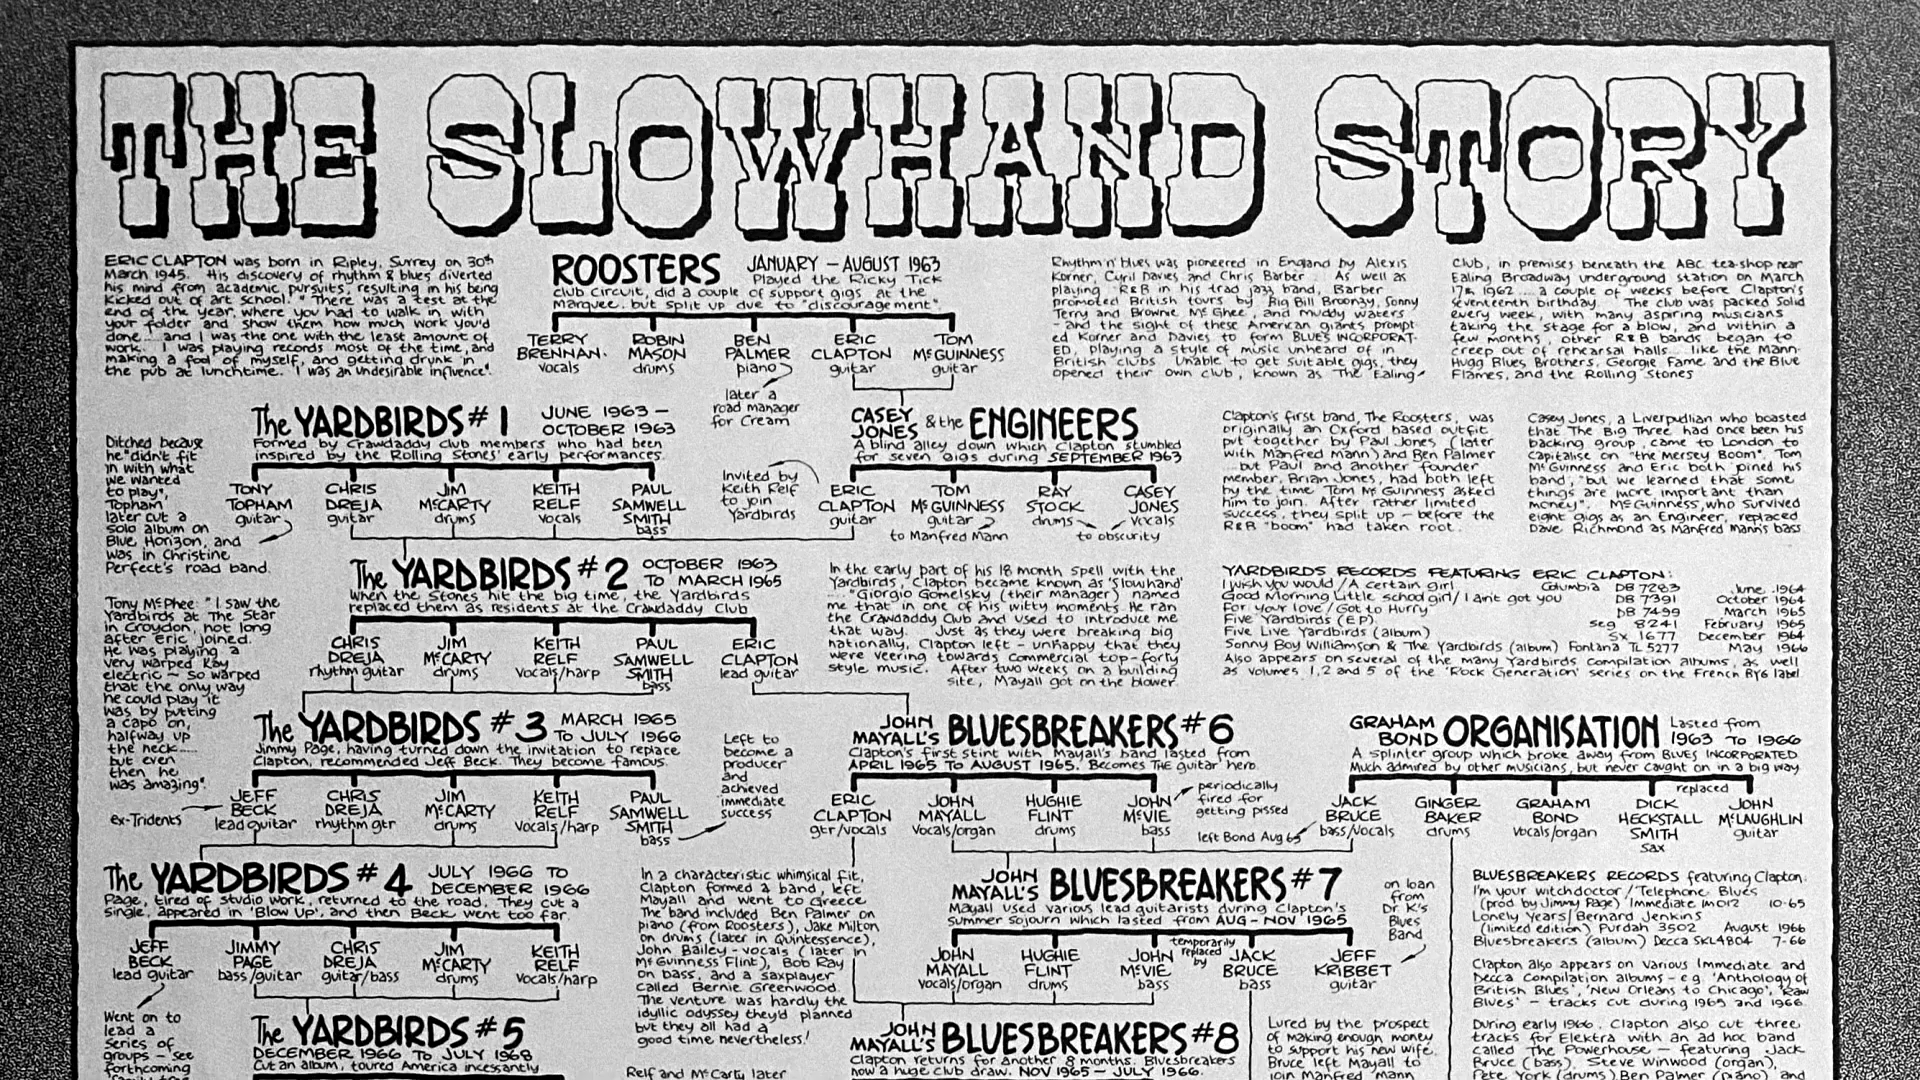 THE SLOWHAND STORY
ERIC CLAPTON was born in Ripley, Surrey on 30th
March 1945. His discovery of rhythm & blues diverted
his mind from academic pursuits, resulting in his being
kicked out of art school. "There was a test at the
end of the year, where you had to walk in with
your folder and show them how much work you'd
done... and I was the one with the least amount of
work. I was playing records most of the time, and
making a fool of myself, and getting drunk in
the pub at lunchtime. I was an undesirable influence".
ROOSTERS JANUARY – AUGUST 1963
Played the Ricky Tick
club circuit, did a couple of support gigs at the
Marquee, but split up due to "discouragement".
TERRY
BRENNAN
vocals
ROBIN
MASON
drums
BEN
PALMER
piano
ERIC
CLAPTON
guitar
TOM
McGUINNESS
guitar
later a
road manager
for Cream
Rhythm'n'blues was pioneered in England by Alexis
Korner, Cyril Davies and Chris Barber. As well as
playing R&B in his trad jazz band, Barber
promoted British tours by Big Bill Broonzy, Sonny
Terry and Brownie McGhee, and Muddy Waters
- and the sight of these American giants prompt-
ed Korner and Davies to form BLUES INCORPORAT-
ED, playing a style of music unheard of in
British clubs. Unable to get suitable gigs, they
opened their own club, known as The Ealing
Club, in premises beneath the ABC tea-shop near
Ealing Broadway underground station on March
17th 1962.... a couple of weeks before Clapton's
seventeenth birthday. The club was packed solid
every week, with many aspiring musicians
taking the stage for a blow, and within a
few months, other R&B bands began to
creep out of rehearsal halls... like the Mann-
Hugg Blues Brothers, Georgie Fame and the Blue
Flames, and the Rolling Stones
The YARDBIRDS #1 JUNE 1963 –
OCTOBER 1963
Formed by Crawdaddy club members who had been
inspired by the Rolling Stones' early performances.
Ditched because
he "didn't fit
in with what
we wanted
to play",
Topham
later cut a
solo album on
Blue Horizon, and
was in Christine
Perfect's road band.
TONY
TOPHAM
guitar
CHRIS
DREJA
guitar
JIM
McCARTY
drums
KEITH
RELF
vocals
PAUL
SAMWELL
SMITH
bass
CASEY
JONES & the ENGINEERS
A blind alley down which Clapton stumbled
for seven gigs during SEPTEMBER 1963
Invited by
Keith Relf
to join
Yardbirds
ERIC
CLAPTON
guitar
TOM
McGUINNESS
guitar
RAY
STOCK
drums
CASEY
JONES
vocals
to Manfred Mann
to obscurity
Clapton's first band, The Roosters, was
originally an Oxford based outfit
put together by Paul Jones (later
with Manfred Mann) and Ben Palmer
...but Paul and another founder
member, Brian Jones, had both left
by the time Tom McGuinness asked
him to join. After rather limited
success, they split up - before the
R&B "boom" had taken root.
Casey Jones, a Liverpudlian who boasted
that The Big Three had once been his
backing group, came to London to
capitalise on "the Mersey Boom". Tom
McGuinness and Eric both joined his
band, "but we learned that some
things are more important than
money". McGuinness, who survived
eight gigs as an Engineer, replaced
Dave Richmond as Manfred Mann's bass.
The YARDBIRDS #2 OCTOBER 1963
TO MARCH 1965
When the Stones hit the big time, the Yardbirds
replaced them as residents at the Crawdaddy Club
CHRIS
DREJA
rhythm guitar
JIM
McCARTY
drums
KEITH
RELF
vocals/harp
PAUL
SAMWELL
SMITH
bass
ERIC
CLAPTON
lead guitar
Tony McPhee: "I saw the
Yardbirds at The Star
in Croydon, not long
after Eric joined.
He was playing a
very warped Kay
electric – so warped
that the only way
he could play it
was by putting
a capo on,
halfway up
the neck.....
but even
then he
was amazing".
In the early part of his 18 month spell with the
Yardbirds, Clapton became known as 'Slowhand'
...."Giorgio Gomelsky (their manager) named
me that in one of his witty moments. He ran
the Crawdaddy Club and used to introduce me
that way. Just as they were breaking big
nationally, Clapton left - unhappy that they
were veering towards commercial top-forty
style music. After two weeks on a building
site, Mayall got on the blower.
YARDBIRDS RECORDS FEATURING ERIC CLAPTON:
I wish you would / A certain girl Columbia DB 7283 June 1964
Good Morning Little school girl / I aint got you DB 7391 October 1964
For your love / Got to Hurry DB 7499 March 1965
Five Yardbirds (EP) seg 8241 February 1965
Five Live Yardbirds (album) sx 1677 December 1964
Sonny Boy Williamson & The Yardbirds (album) Fontana TL 5277 May 1966
Also appears on several of the many Yardbirds compilation albums, as well
as volumes 1, 2 and 5 of the 'Rock Generation' series on the French BYG label.
The YARDBIRDS #3 MARCH 1965
TO JULY 1966
Jimmy Page, having turned down the invitation to replace
Clapton, recommended Jeff Beck. They become famous.
ex-Tridents
JEFF
BECK
lead guitar
CHRIS
DREJA
rhythm gtr
JIM
McCARTY
drums
KEITH
RELF
vocals/harp
PAUL
SAMWELL
SMITH
bass
Left to
become a
producer
and
achieved
immediate
success
JOHN
MAYALL'S BLUESBREAKERS #6
Clapton's first stint with Mayall's band lasted from
APRIL 1965 TO AUGUST 1965. Becomes THE guitar hero.
ERIC
CLAPTON
gtr/vocals
JOHN
MAYALL
vocals/organ
HUGHIE
FLINT
drums
JOHN
McVIE
bass
periodically
fired for
getting pissed
left Bond Aug 65
GRAHAM
BOND ORGANISATION Lasted from
1963 TO 1966
A splinter group which broke away from BLUES INCORPORATED.
Much admired by other musicians, but never caught on in a big way.
replaced
JACK
BRUCE
bass/vocals
GINGER
BAKER
drums
GRAHAM
BOND
vocals/organ
DICK
HECKSTALL
SMITH
sax
JOHN
McLAUGHLIN
guitar
The YARDBIRDS #4 JULY 1966 TO
DECEMBER 1966
Page, tired of studio work, returned to the road. They cut a
single, appeared in 'Blow Up', and then Beck went too far.
JEFF
BECK
lead guitar
JIMMY
PAGE
bass/guitar
CHRIS
DREJA
guitar/bass
JIM
McCARTY
drums
KEITH
RELF
vocals/harp
Went on to
lead a
series of
groups – see
forthcoming
In a characteristic whimsical fit,
Clapton formed a band, left
Mayall and went to Greece
The band included Ben Palmer on
piano (from Roosters), Jake Milton
on drums (later in Quintessence),
John Bailey - vocals (later in
McGuinness Flint), Bob Ray
on bass, and a saxplayer
called Bernie Greenwood.
The venture was hardly the
idyllic odyssey they'd planned
but they all had a
good time nevertheless!
JOHN
MAYALL'S BLUESBREAKERS #7
Mayall used various lead guitarists during Clapton's
summer sojourn which lasted from AUG – NOV 1965
JOHN
MAYALL
vocals/organ
HUGHIE
FLINT
drums
JOHN
McVIE
bass
temporarily
replaced
by
JACK
BRUCE
bass
JEFF
KRIBBET
guitar
on loan
from
Dr K's
Blues
Band
BLUESBREAKERS RECORDS featuring Clapton:
I'm your witchdoctor / Telephone Blues
(prod. by Jimmy Page) Immediate IM 012 10-65
Lonely Years / Bernard Jenkins
(limited edition) Purdah 3502 August 1966
Bluesbreakers (album) Decca SKL4804 7-66
Clapton also appears on various Immediate and
Decca compilation albums - e.g. 'Anthology of
British Blues', 'New Orleans to Chicago', 'Raw
Blues' – tracks cut during 1965 and 1966.
During early 1966, Clapton also cut three
tracks for Elektra with an ad hoc band
called The Powerhouse – featuring Jack
Bruce (bass), Steve Winwood (organ),
Pete York (drums), Ben Palmer (piano) and
The YARDBIRDS #5
DECEMBER 1966 TO JULY 1968
Cut an album, toured America incessantly
Relf and McCarty later
JOHN
MAYALL'S BLUESBREAKERS #8
Clapton returns for another 8 months. Bluesbreakers
now a huge club draw. NOV 1965 – JULY 1966.
Lured by the prospect
of making enough money
to support his new wife,
Bruce left Mayall to
join Manfred Mann